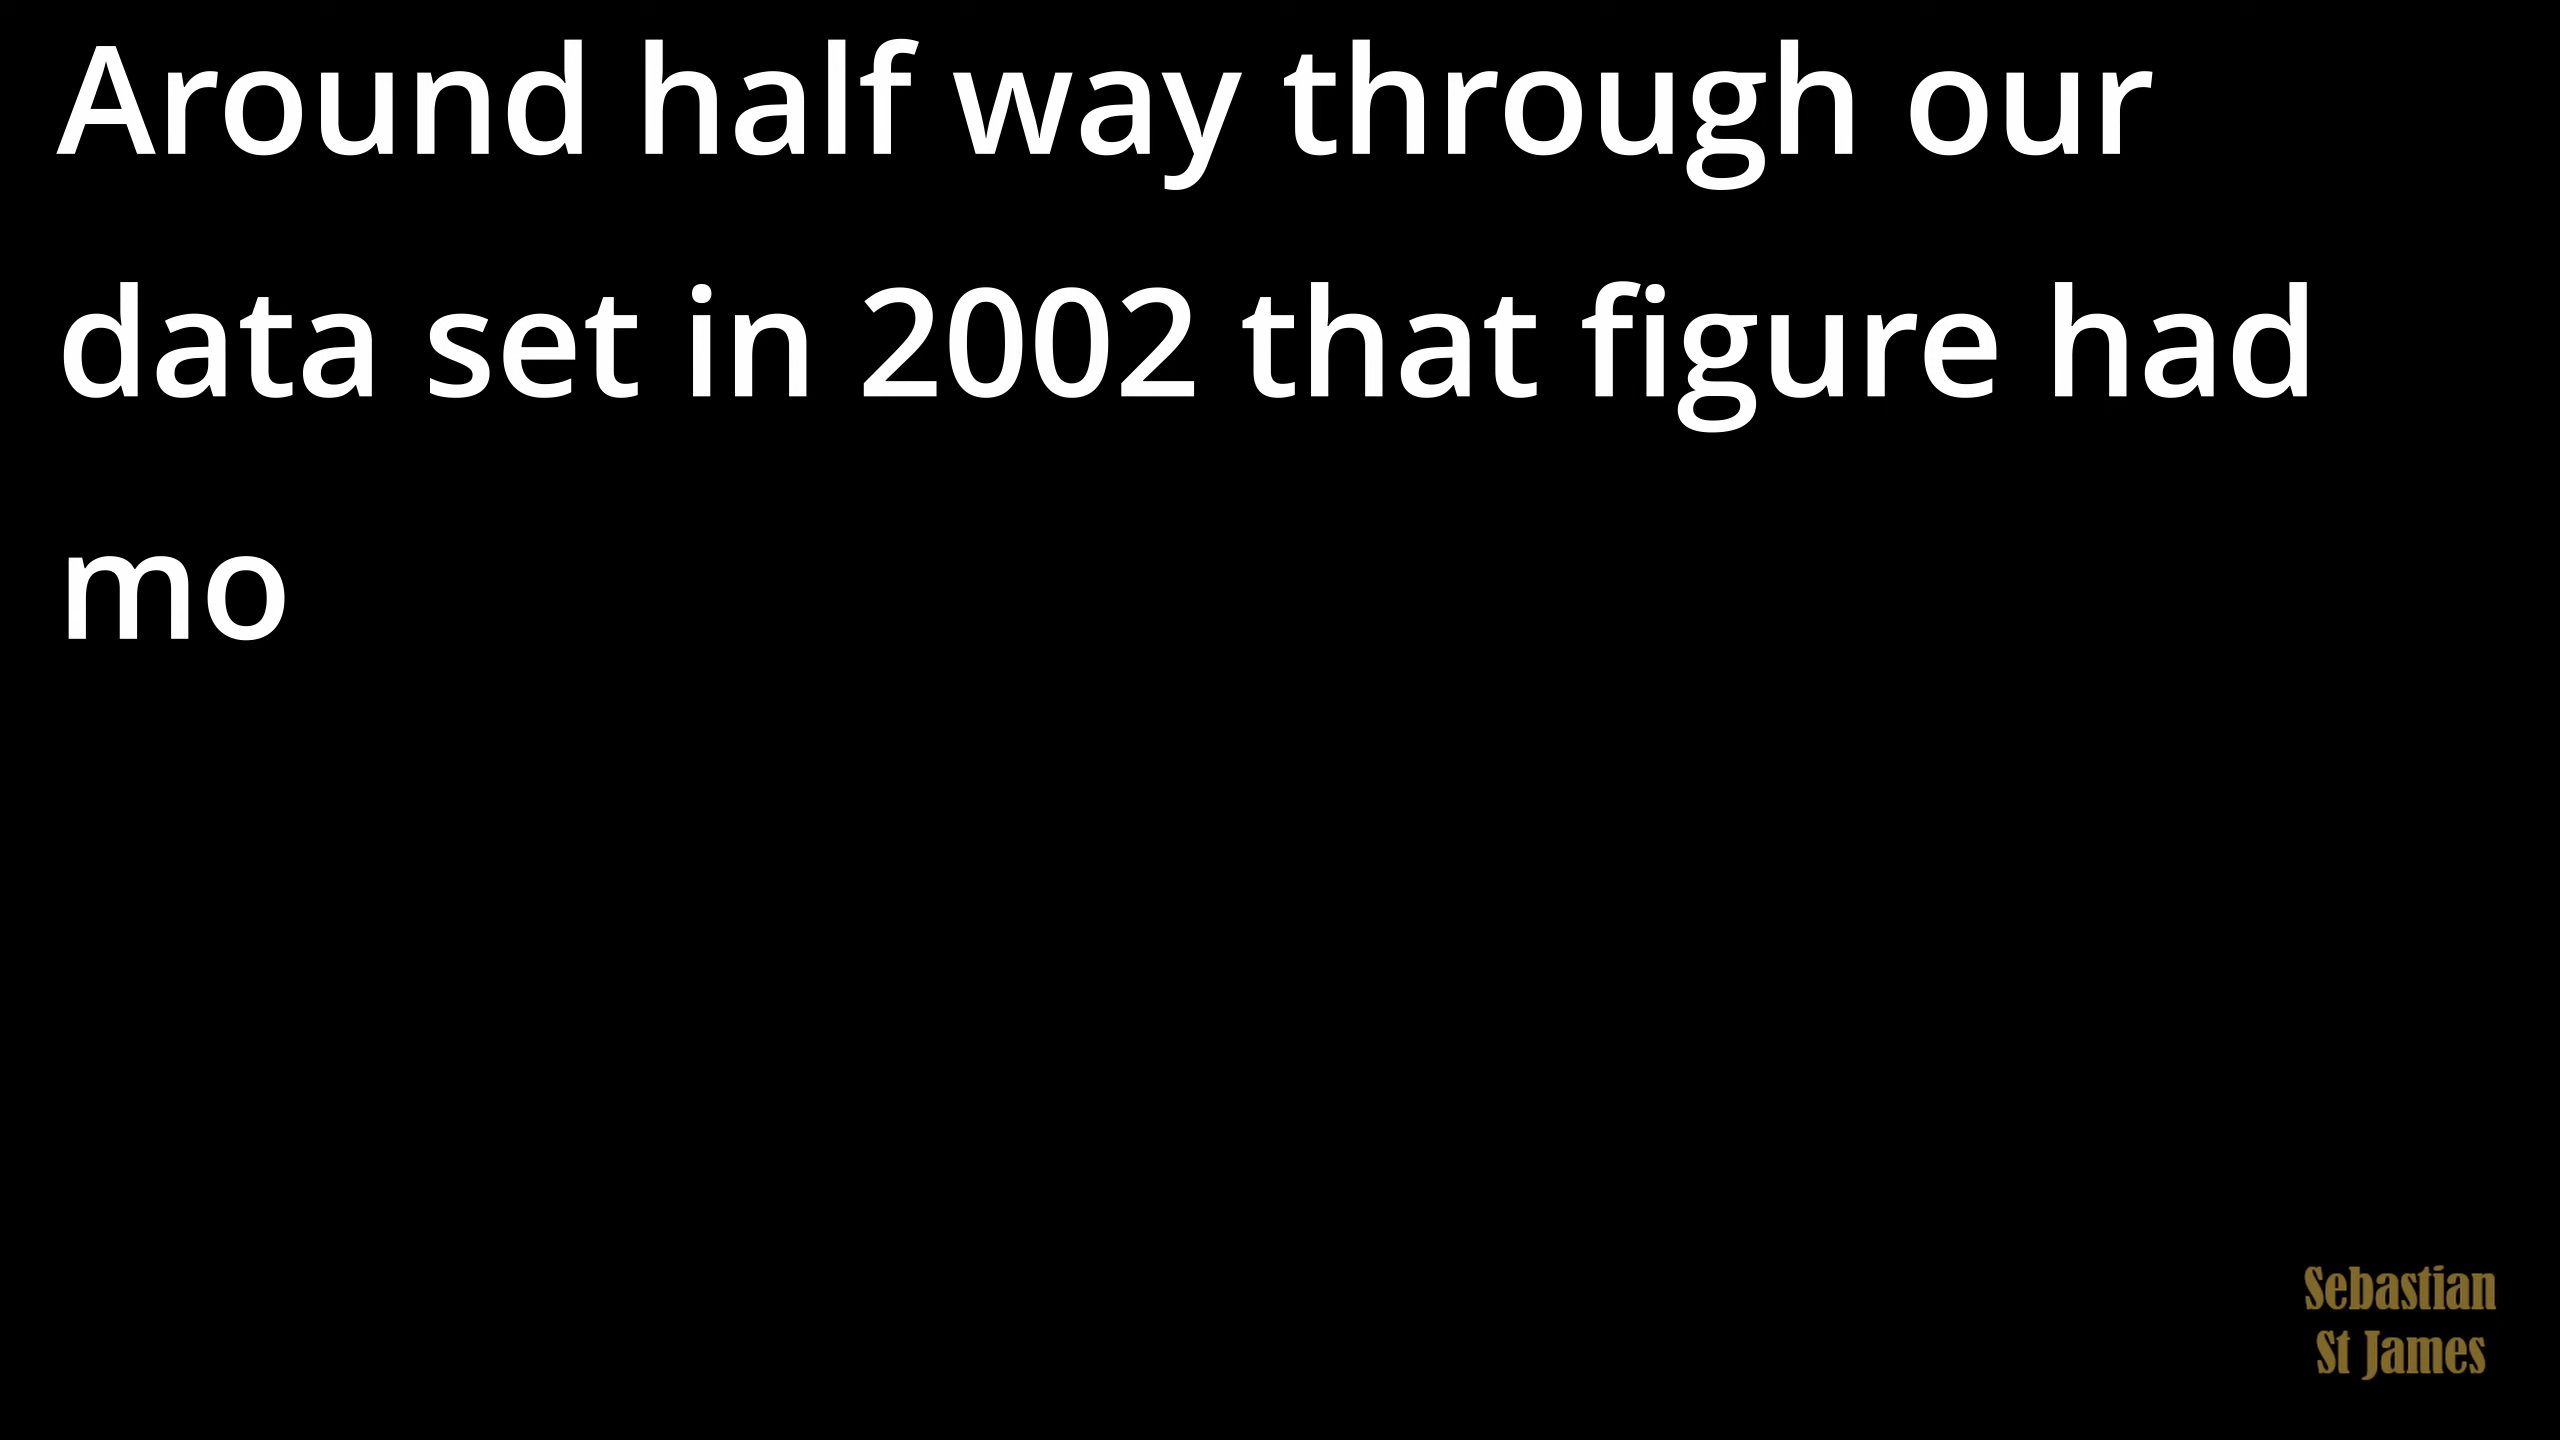 Around half way through our
data set in 2002 that figure had
mo
Sebastian
St James